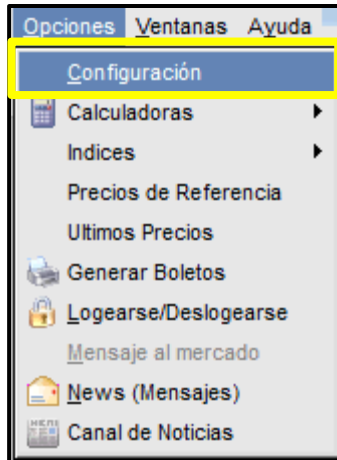 Opciones Ventanas Ayuda
Configuración
Calculadoras
Indices
Precios de Referencia
Ultimos Precios
Generar Boletos
Logearse/Deslogearse
Mensaje al mercado
News (Mensajes)
Canal de Noticias